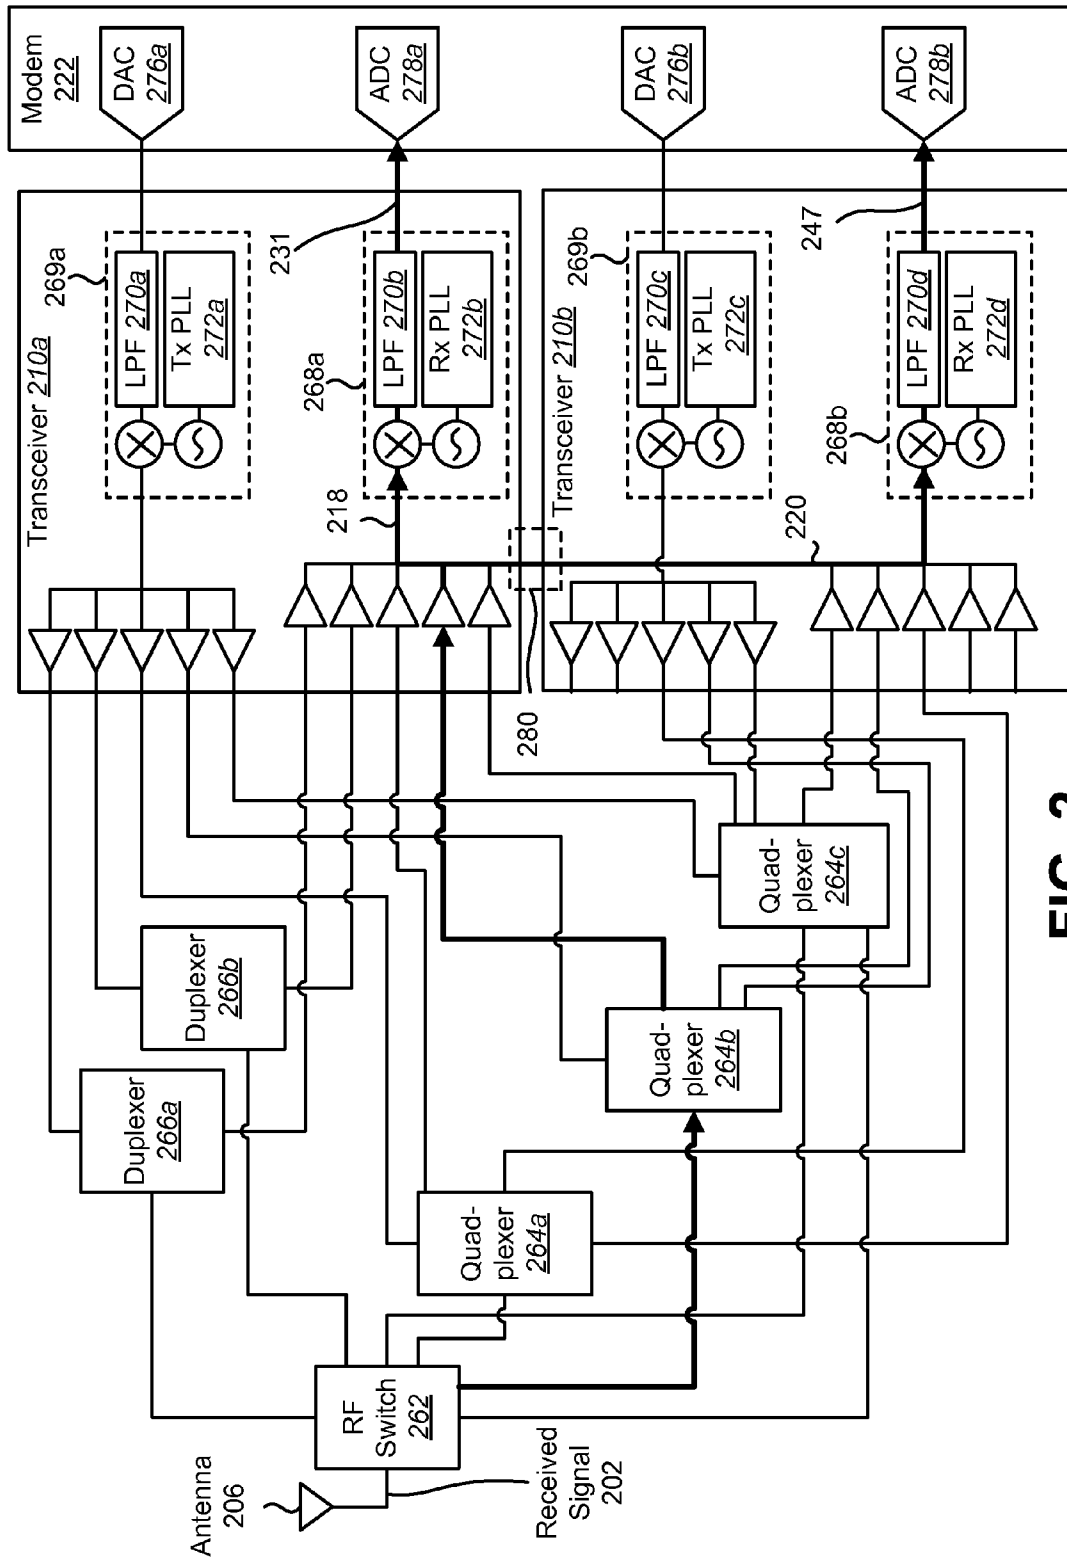 Antenna
206
Received
Signal
202
RF
Switch
262
Duplexer
266a
Duplexer
266b
Quad-
plexer
264a
Quad-
plexer
264b
Quad-
plexer
264c
Transceiver 210a
269a
LPF 270a
Tx PLL
272a
218
268a
LPF 270b
Rx PLL
272b
231
280
Transceiver 210b
269b
LPF 270c
Tx PLL
272c
220
268b
LPF 270d
Rx PLL
272d
247
Modem
222
DAC
276a
ADC
278a
DAC
276b
ADC
278b
FIG.